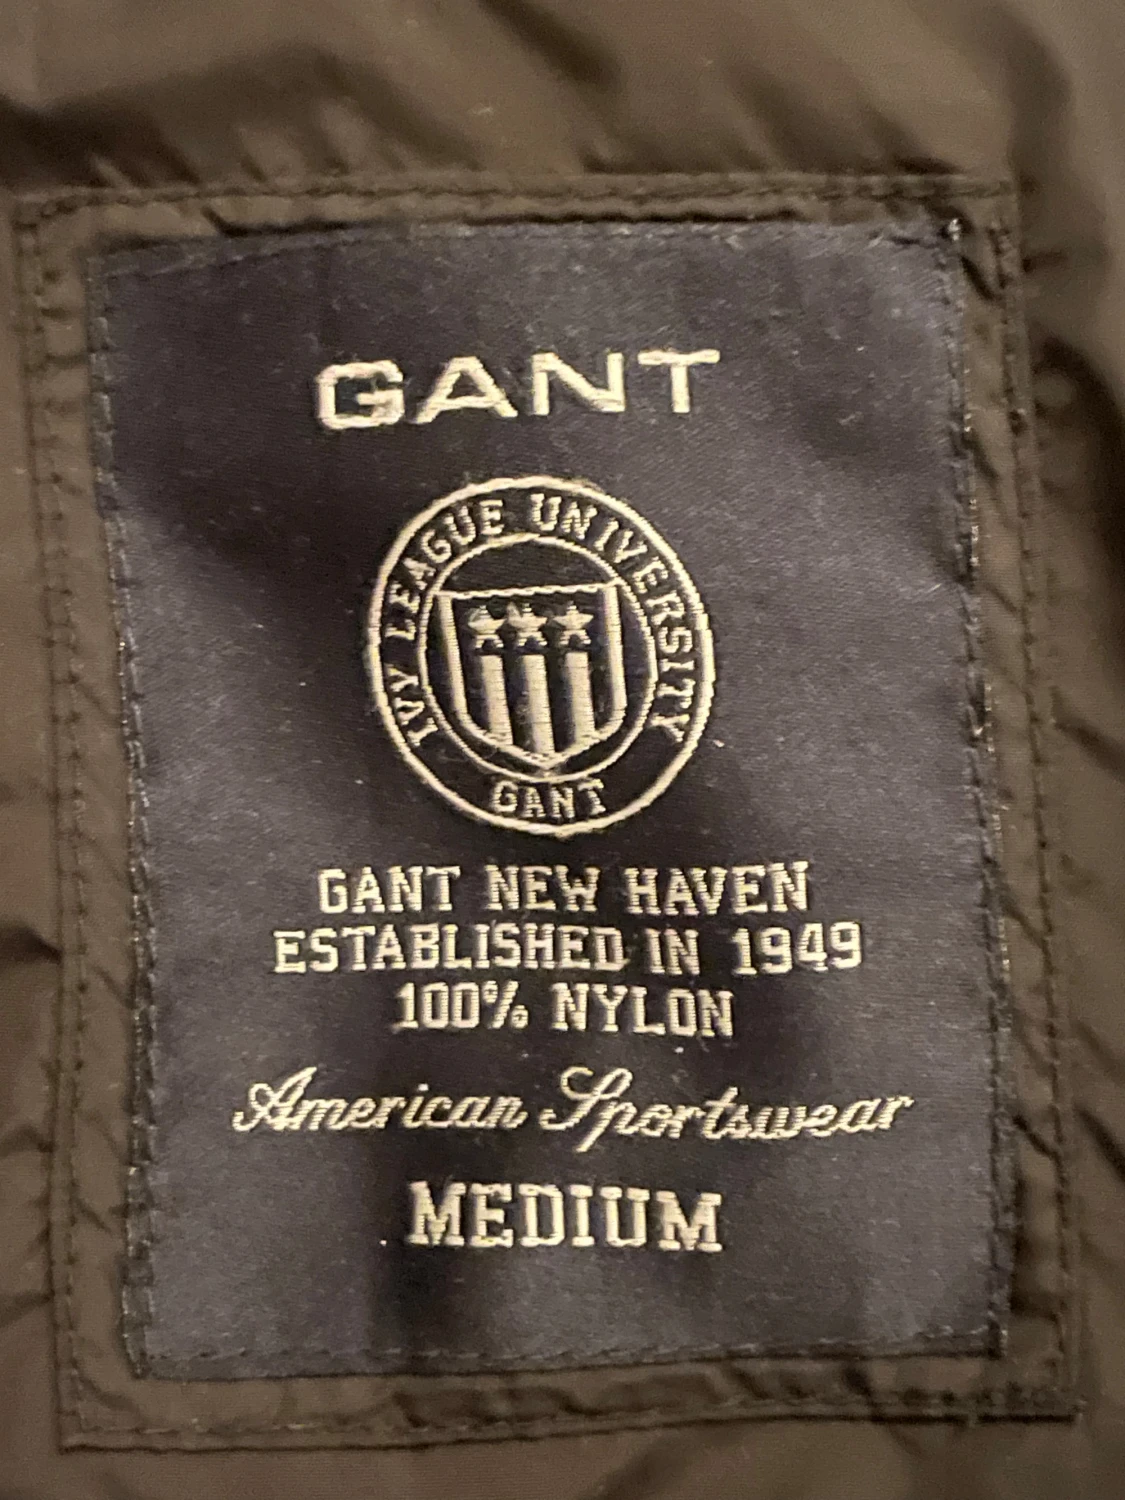 GANT
IVY LEAGUE UNIVERSITY
GANT
GANT NEW HAVEN
ESTABLISHED IN 1949
100% NYLON
American Sportswear
MEDIUM